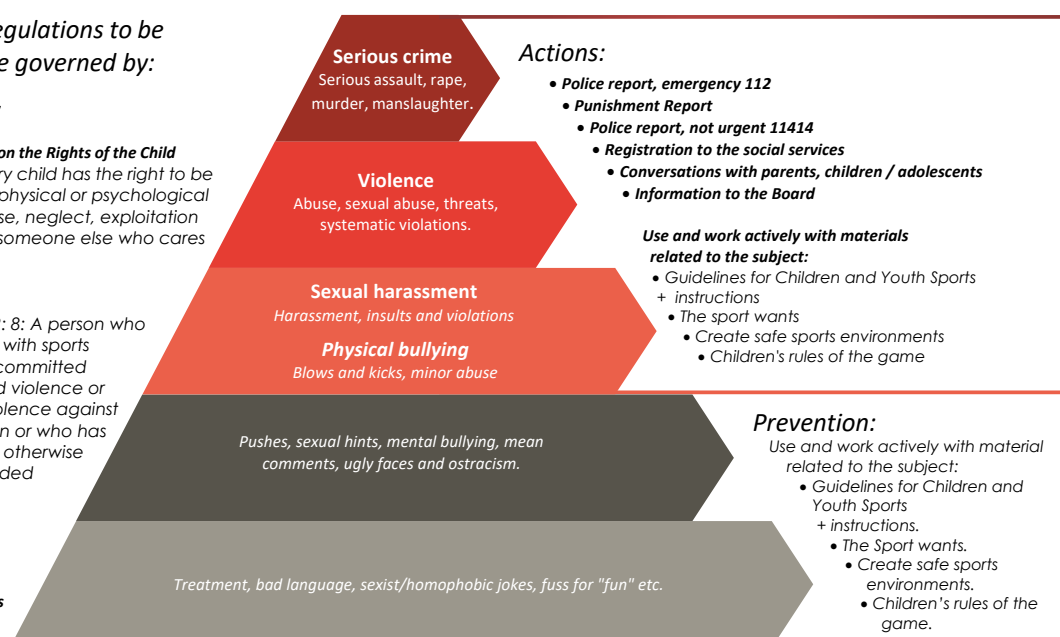 egulations to be
e governed by:
on the Rights of the Child
ry child has the right to be
physical or psychological
se, neglect, exploitation
someone else who cares
: 8: A person who
with sports
committed
d violence or
olence against
n or who has
otherwise
ded
s
Serious crime
Serious assault, rape,
murder, manslaughter.
Violence
Abuse, sexual abuse, threats,
systematic violations.
Sexual harassment
Harassment, insults and violations
Physical bullying
Blows and kicks, minor abuse
Pushes, sexual hints, mental bullying, mean
comments, ugly faces and ostracism.
Treatment, bad language, sexist/homophobic jokes, fuss for "fun" etc.
Actions:
• Police report, emergency 112
• Punishment Report
• Police report, not urgent 11414
• Registration to the social services
• Conversations with parents, children / adolescents
• Information to the Board
Use and work actively with materials
related to the subject:
• Guidelines for Children and Youth Sports
+ instructions
• The sport wants
• Create safe sports environments
• Children's rules of the game
Prevention:
Use and work actively with material
related to the subject:
• Guidelines for Children and
Youth Sports
+ instructions.
• The Sport wants.
• Create safe sports
environments.
• Children’s rules of the
game.